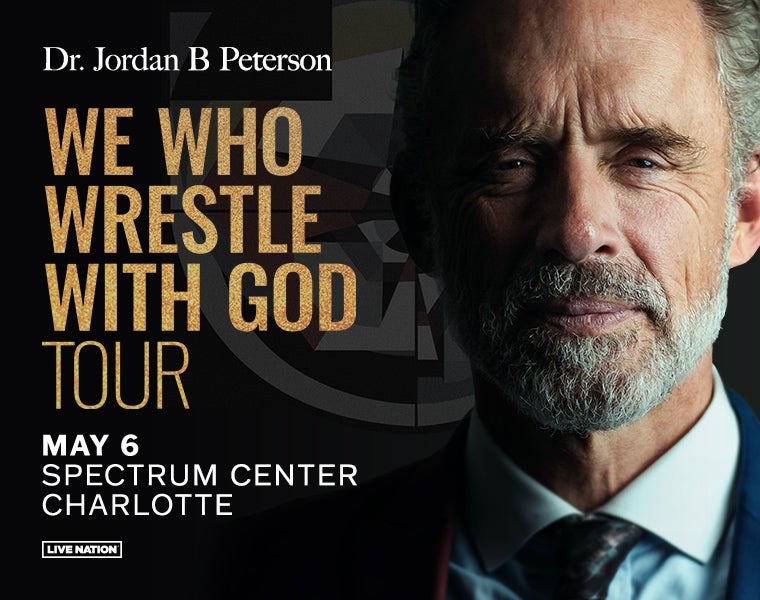 Dr. Jordan B Peterson
WE WHO
WRESTLE
WITH GOD
TOUR
MAY 6
SPECTRUM CENTER
CHARLOTTE
LIVE NATION